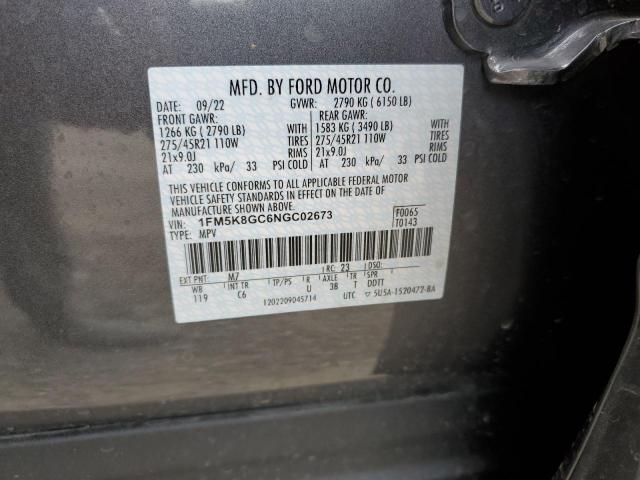 MFD. BY FORD MOTOR CO.
DATE: 09/22 GVWR: 2790 KG ( 6150 LB)
FRONT GAWR: REAR GAWR:
1266 KG ( 2790 LB) WITH 1583 KG ( 3490 LB) WITH
275/45R21 110W TIRES 275/45R21 110W TIRES
21x9.0J RIMS 21x9.0J RIMS
AT 230 kPa/ 33 PSI COLD AT 230 kPa/ 33 PSI COLD
THIS VEHICLE CONFORMS TO ALL APPLICABLE FEDERAL MOTOR
VEHICLE SAFETY STANDARDS IN EFFECT ON THE DATE OF
MANUFACTURE SHOWN ABOVE.
VIN: 1FM5K8GC6NGC02673 F0065
TYPE: MPV T0143
EXT PNT: M7 RC: 23 DSO:
WB INT TR TP/PS R AXLE TR SPR
119 C6 U 3B T DDTT
1202209045714 UTC 5U5A-1520472-BA